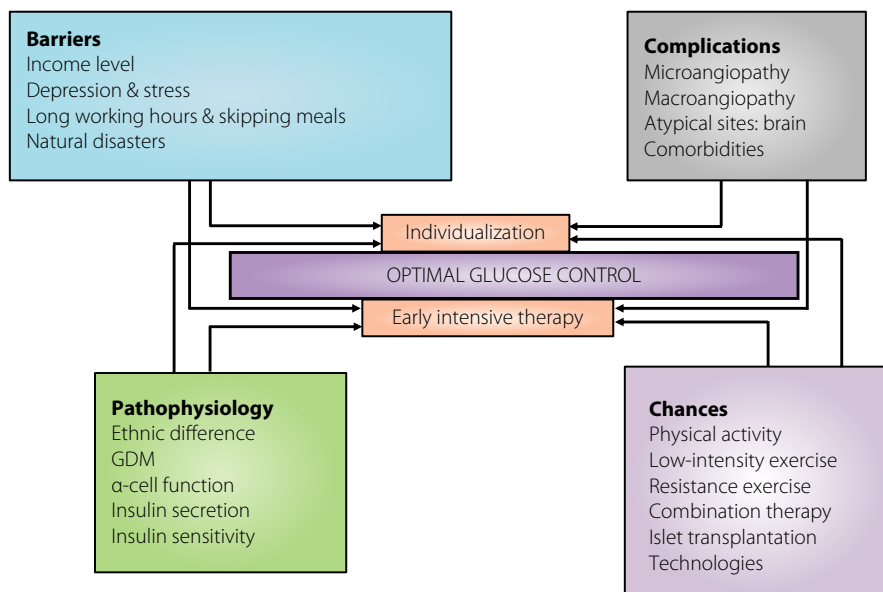 Barriers
Income level
Depression & stress
Long working hours & skipping meals
Natural disasters
Complications
Microangiopathy
Macroangiopathy
Atypical sites: brain
Comorbidities
Individualization
OPTIMAL GLUCOSE CONTROL
Early intensive therapy
Pathophysiology
Ethnic difference
GDM
α-cell function
Insulin secretion
Insulin sensitivity
Chances
Physical activity
Low-intensity exercise
Resistance exercise
Combination therapy
Islet transplantation
Technologies